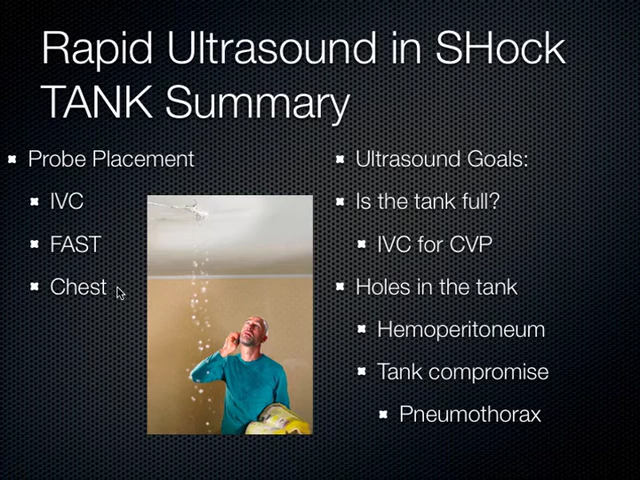 Rapid Ultrasound in SHock
TANK Summary
Probe Placement
IVC
FAST
Chest
Ultrasound Goals:
Is the tank full?
IVC for CVP
Holes in the tank
Hemoperitoneum
Tank compromise
Pneumothorax